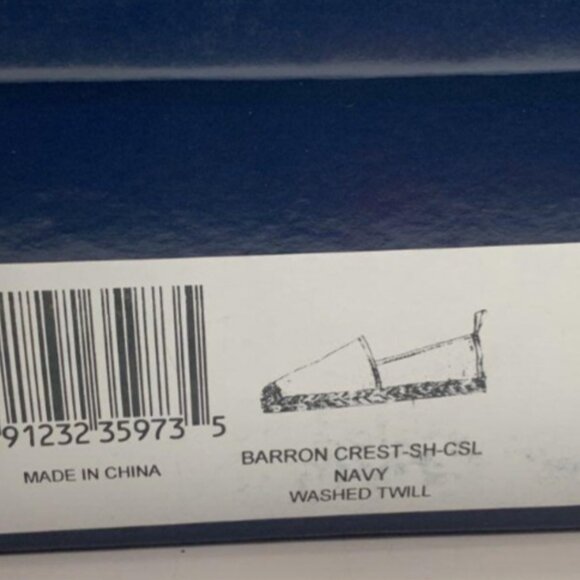 91232 35973 5
MADE IN CHINA
BARRON CREST-SH-CSL
NAVY
WASHED TWILL